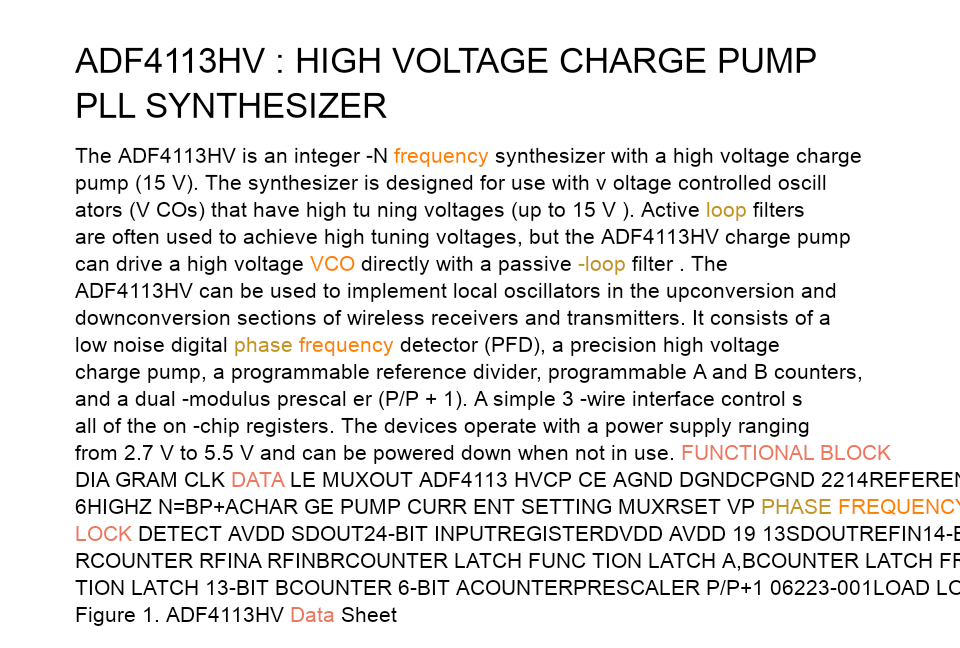 ADF4113HV : HIGH VOLTAGE CHARGE PUMP
PLL SYNTHESIZER
The ADF4113HV is an integer -N frequency synthesizer with a high voltage charge
pump (15 V). The synthesizer is designed for use with v oltage controlled oscill
ators (V COs) that have high tu ning voltages (up to 15 V ). Active loop filters
are often used to achieve high tuning voltages, but the ADF4113HV charge pump
can drive a high voltage VCO directly with a passive -loop filter . The
ADF4113HV can be used to implement local oscillators in the upconversion and
downconversion sections of wireless receivers and transmitters. It consists of a
low noise digital phase frequency detector (PFD), a precision high voltage
charge pump, a programmable reference divider, programmable A and B counters,
and a dual -modulus prescal er (P/P + 1). A simple 3 -wire interface control s
all of the on -chip registers. The devices operate with a power supply ranging
from 2.7 V to 5.5 V and can be powered down when not in use. FUNCTIONAL BLOCK
DIA GRAM CLK DATA LE MUXOUT ADF4113 HVCP CE AGND DGNDCPGND 2214REFEREN
6HIGHZ N=BP+ACHAR GE PUMP CURR ENT SETTING MUXRSET VP PHASE FREQUENCY
LOCK DETECT AVDD SDOUT24-BIT INPUTREGISTERDVDD AVDD 19 13SDOUTREFIN14-B
RCOUNTER RFINA RFINBRCOUNTER LATCH FUNC TION LATCH A,BCOUNTER LATCH FR
TION LATCH 13-BIT BCOUNTER 6-BIT ACOUNTERPRESCALER P/P+1 06223-001LOAD LO
Figure 1. ADF4113HV Data Sheet